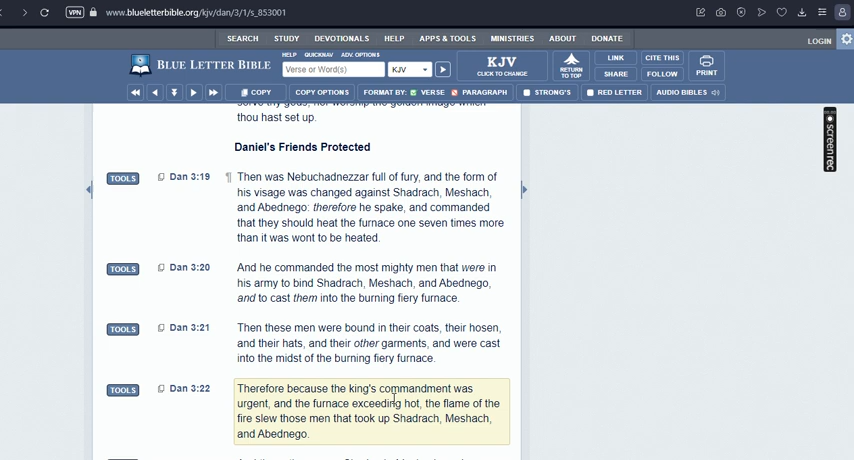 VPN www.blueletterbible.org/kjv/dan/3/1/s_853001
SEARCH STUDY DEVOTIONALS HELP APPS & TOOLS MINISTRIES ABOUT DONATE LOGIN
BLUE LETTER BIBLE
HELP QUICKNAV ADV. OPTIONS
Verse or Word(s) KJV
KJV
CLICK TO CHANGE
RETURN
TO TOP
LINK CITE THIS
SHARE FOLLOW
PRINT
COPY COPY OPTIONS FORMAT BY: VERSE PARAGRAPH STRONG'S RED LETTER AUDIO BIBLES
thou hast set up.
Daniel's Friends Protected
TOOLS Dan 3:19 ¶ Then was Nebuchadnezzar full of fury, and the form of
his visage was changed against Shadrach, Meshach,
and Abednego: therefore he spake, and commanded
that they should heat the furnace one seven times more
than it was wont to be heated.
TOOLS Dan 3:20 And he commanded the most mighty men that were in
his army to bind Shadrach, Meshach, and Abednego,
and to cast them into the burning fiery furnace.
TOOLS Dan 3:21 Then these men were bound in their coats, their hosen,
and their hats, and their other garments, and were cast
into the midst of the burning fiery furnace.
TOOLS Dan 3:22 Therefore because the king's commandment was
urgent, and the furnace exceeding hot, the flame of the
fire slew those men that took up Shadrach, Meshach,
and Abednego.
screenrec